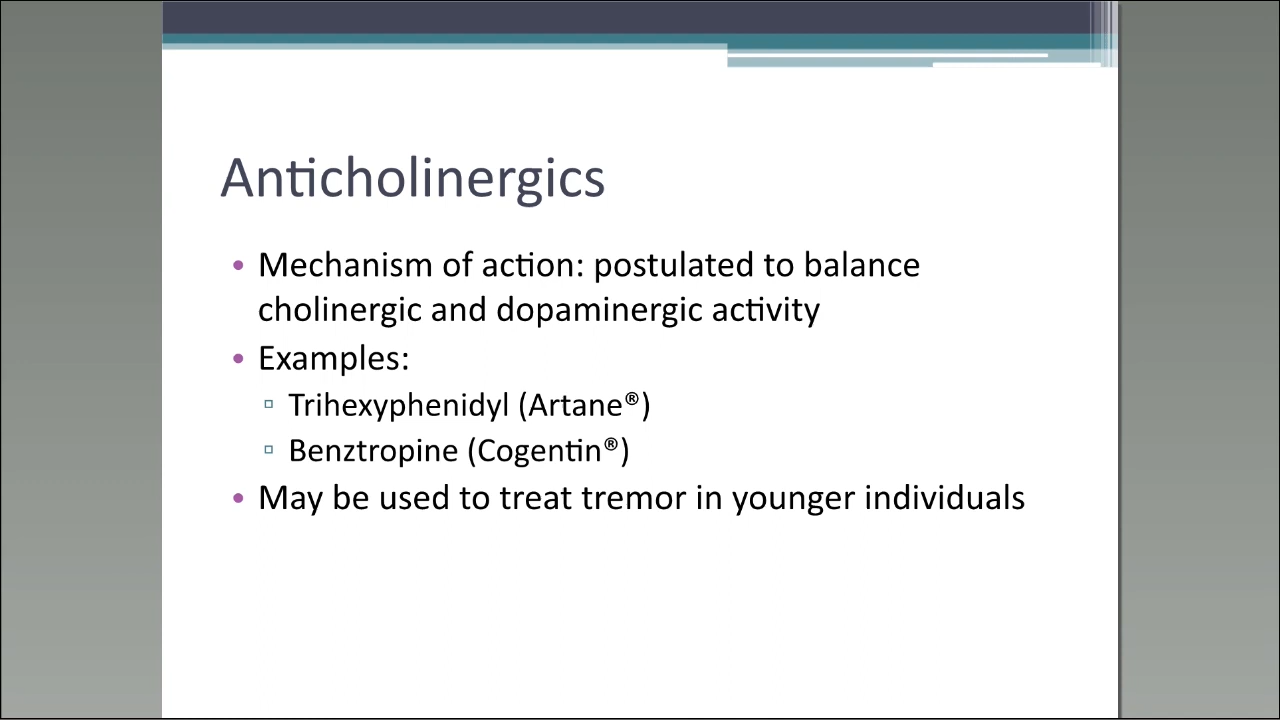 Anticholinergics
• Mechanism of action: postulated to balance
cholinergic and dopaminergic activity
• Examples:
▫ Trihexyphenidyl (Artane®)
▫ Benztropine (Cogentin®)
• May be used to treat tremor in younger individuals